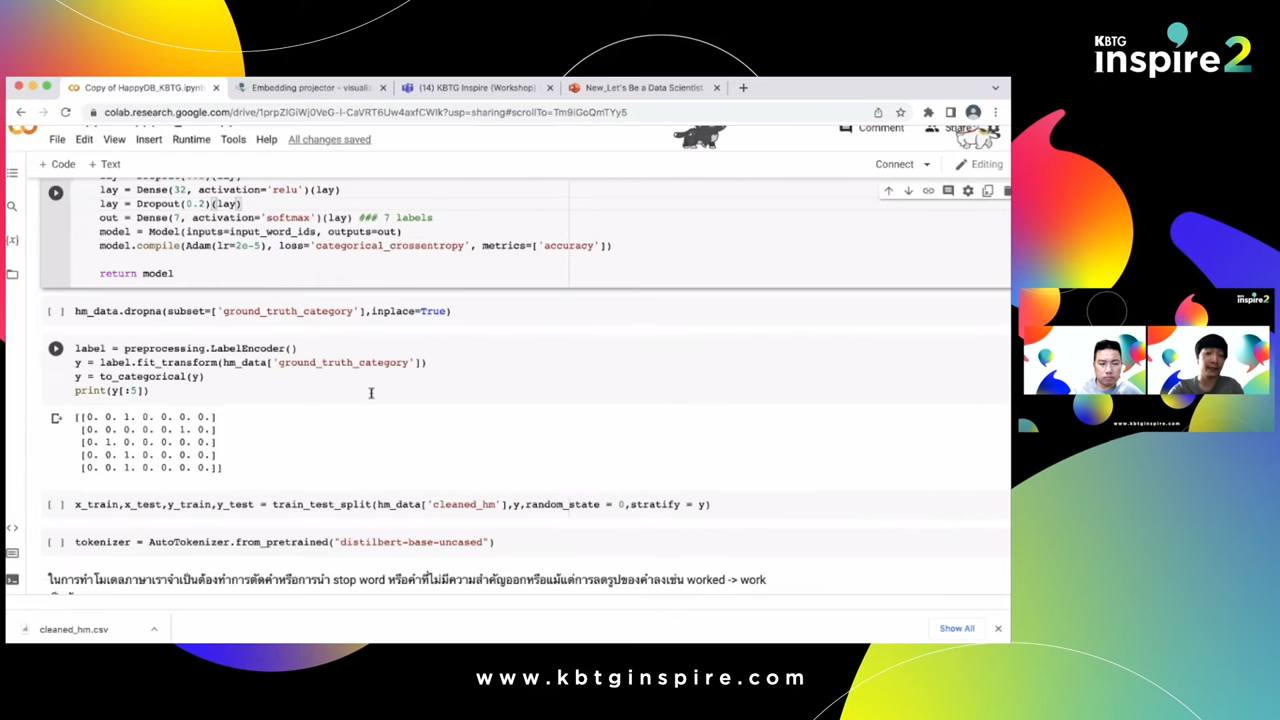 KBTG
inspire 2
Copy of HappyDB_KBTG.ipynb
Embedding projector - visualiz
(14) KBTG Inspire (Workshop) |
New_Let's Be a Data Scientist.
colab.research.google.com/drive/1prpZlGiWj0VeG-l-CaVRT6Uw4axfCWIk?usp=sharing#scrollTo=Tm9iGoQmTYy5
File Edit View Insert Runtime Tools Help All changes saved
Comment Share
+ Code + Text
Connect Editing
lay = Dense(32, activation='relu')(lay)
lay = Dropout(0.2)(lay)
out = Dense(7, activation='softmax')(lay) ### 7 labels
model = Model(inputs=input_word_ids, outputs=out)
model.compile(Adam(lr=2e-5), loss='categorical_crossentropy', metrics=['accuracy'])
return model
[ ] hm_data.dropna(subset=['ground_truth_category'],inplace=True)
label = preprocessing.LabelEncoder()
y = label.fit_transform(hm_data['ground_truth_category'])
y = to_categorical(y)
print(y[:5])
[[0. 0. 1. 0. 0. 0. 0.]
[0. 0. 0. 0. 0. 1. 0.]
[0. 1. 0. 0. 0. 0. 0.]
[0. 0. 1. 0. 0. 0. 0.]
[0. 0. 1. 0. 0. 0. 0.]]
[ ] x_train,x_test,y_train,y_test = train_test_split(hm_data['cleaned_hm'],y,random_state = 0,stratify = y)
[ ] tokenizer = AutoTokenizer.from_pretrained("distilbert-base-uncased")
ในการทำโมเดลภาษาเราจำเป็นต้องทำการตัดคำหรือการนำ stop word หรือคำที่ไม่มีความสำคัญออกหรือแม้แต่การลดรูปของคำลงเช่น worked -> work
cleaned_hm.csv
Show All
inspire 2
www.kbtginspire.com
www.kbtginspire.com